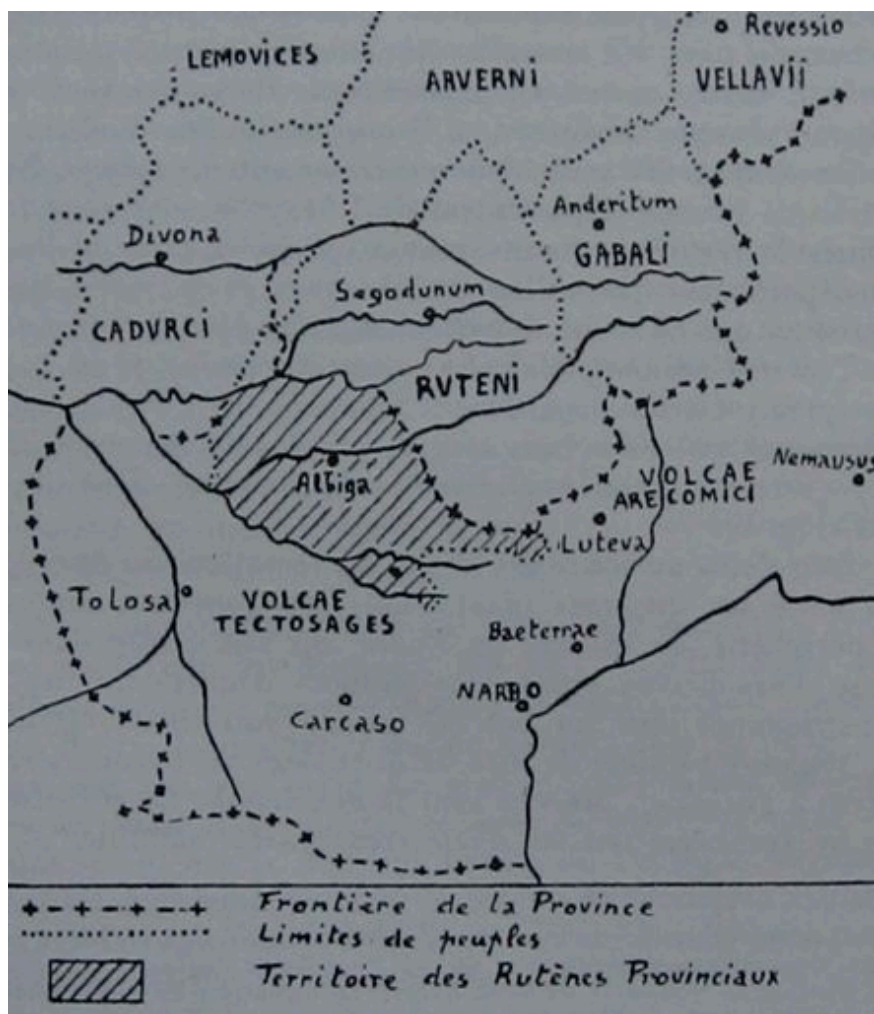 Revessio
LEMOVICES
ARVERNI
VELLAVÏI
Anderitum
Divona
GABALI
Segodunum
CADVRCI
RVTENI
Albiga
VOLCAE
ARECOMICI
Nemausus
Luteva
Tolosa
VOLCAE
TECTOSAGES
Baeterrae
NARBO
Carcaso
Frontière de la Province
Limites de peuples
Territoire des Rutènes Provinciaux